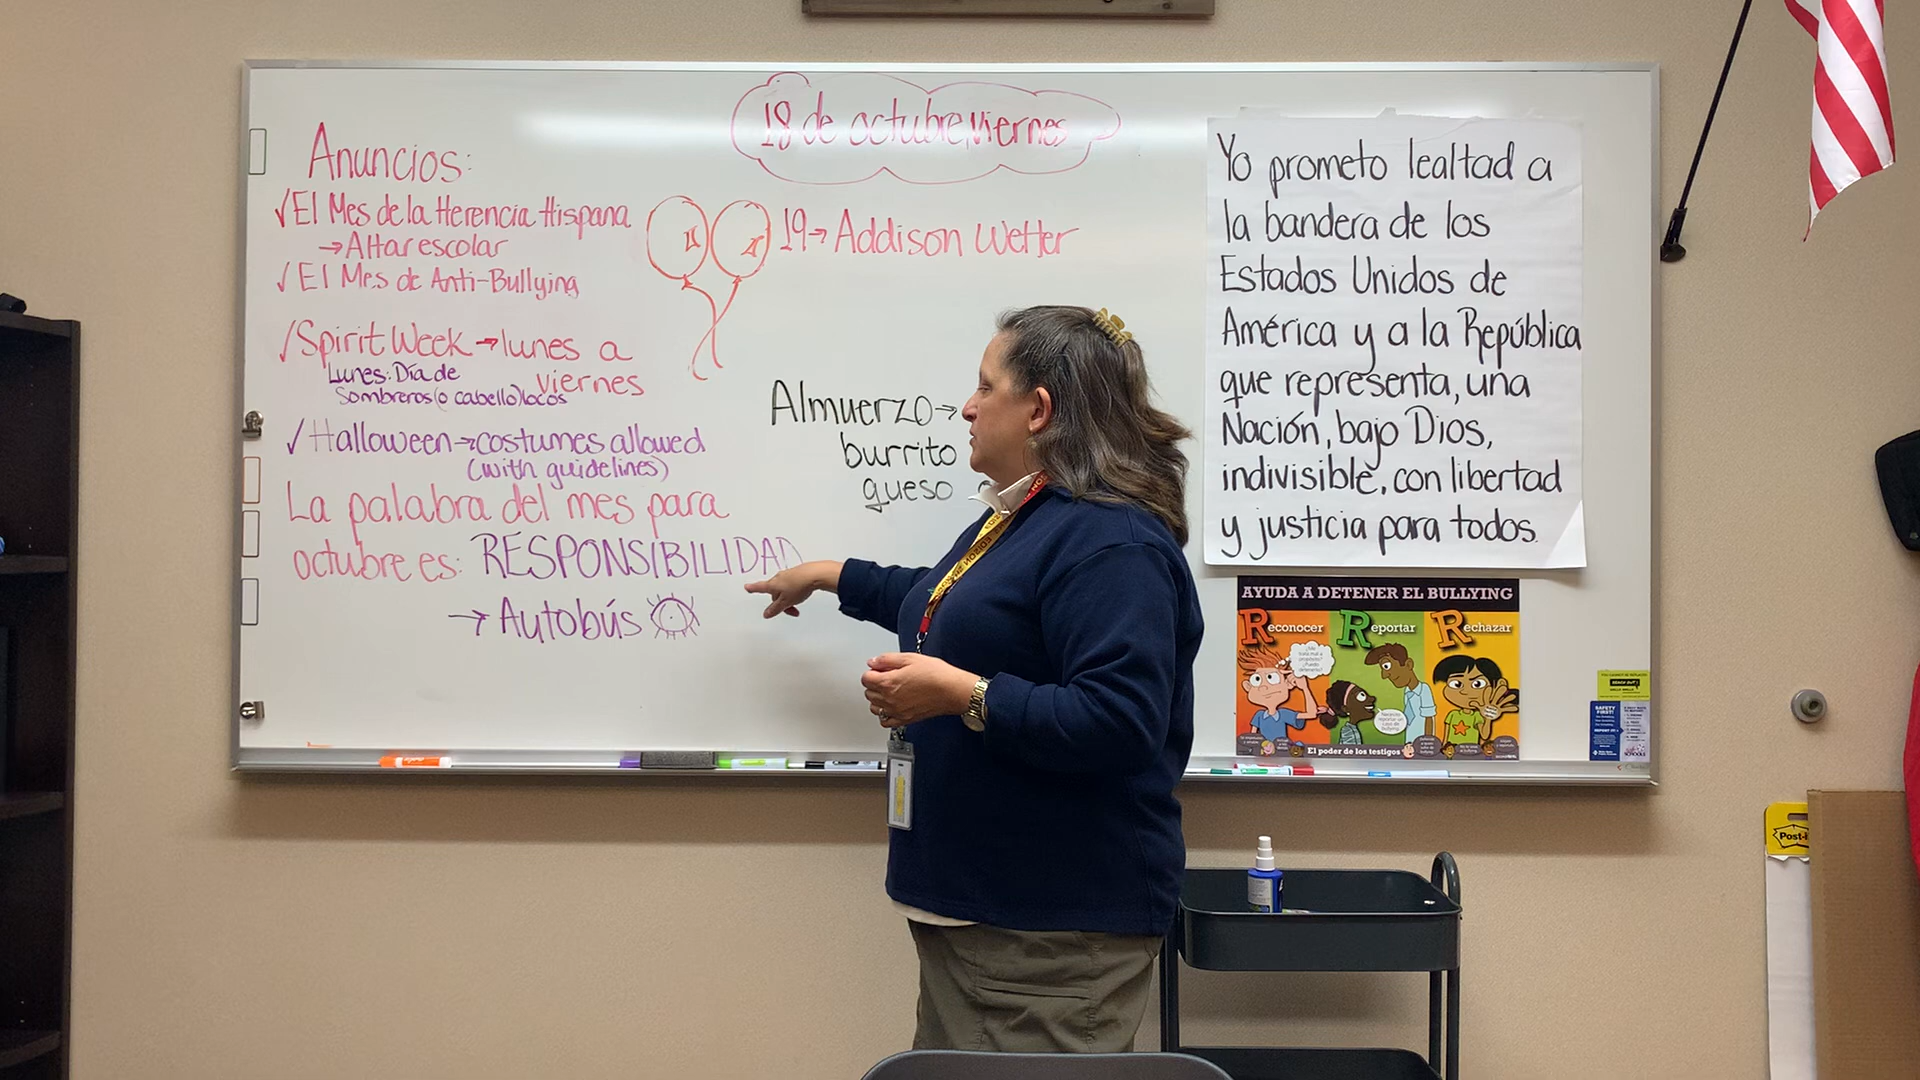 18 de octubre, viernes
Anuncios:
✓El Mes de la Herencia Hispana
→Altar escolar
✓El Mes de Anti-Bullying
✓Spirit Week→lunes a
viernes
Lunes: Día de
Sombreros(o cabello)locos
✓Halloween→costumes allowed
(with guidelines)
La palabra del mes para
octubre es: RESPONSIBILIDAD
→Autobús
19→Addison Wetter
Almuerzo→
burrito
queso
Yo prometo lealtad a
la bandera de los
Estados Unidos de
América y a la República
que representa, una
Nación, bajo Dios,
indivisible, con libertad
y justicia para todos.
AYUDA A DETENER EL BULLYING
Reconocer
Reportar
Rechazar
El poder de los testigos
SAFETY
FIRST!
Post-i